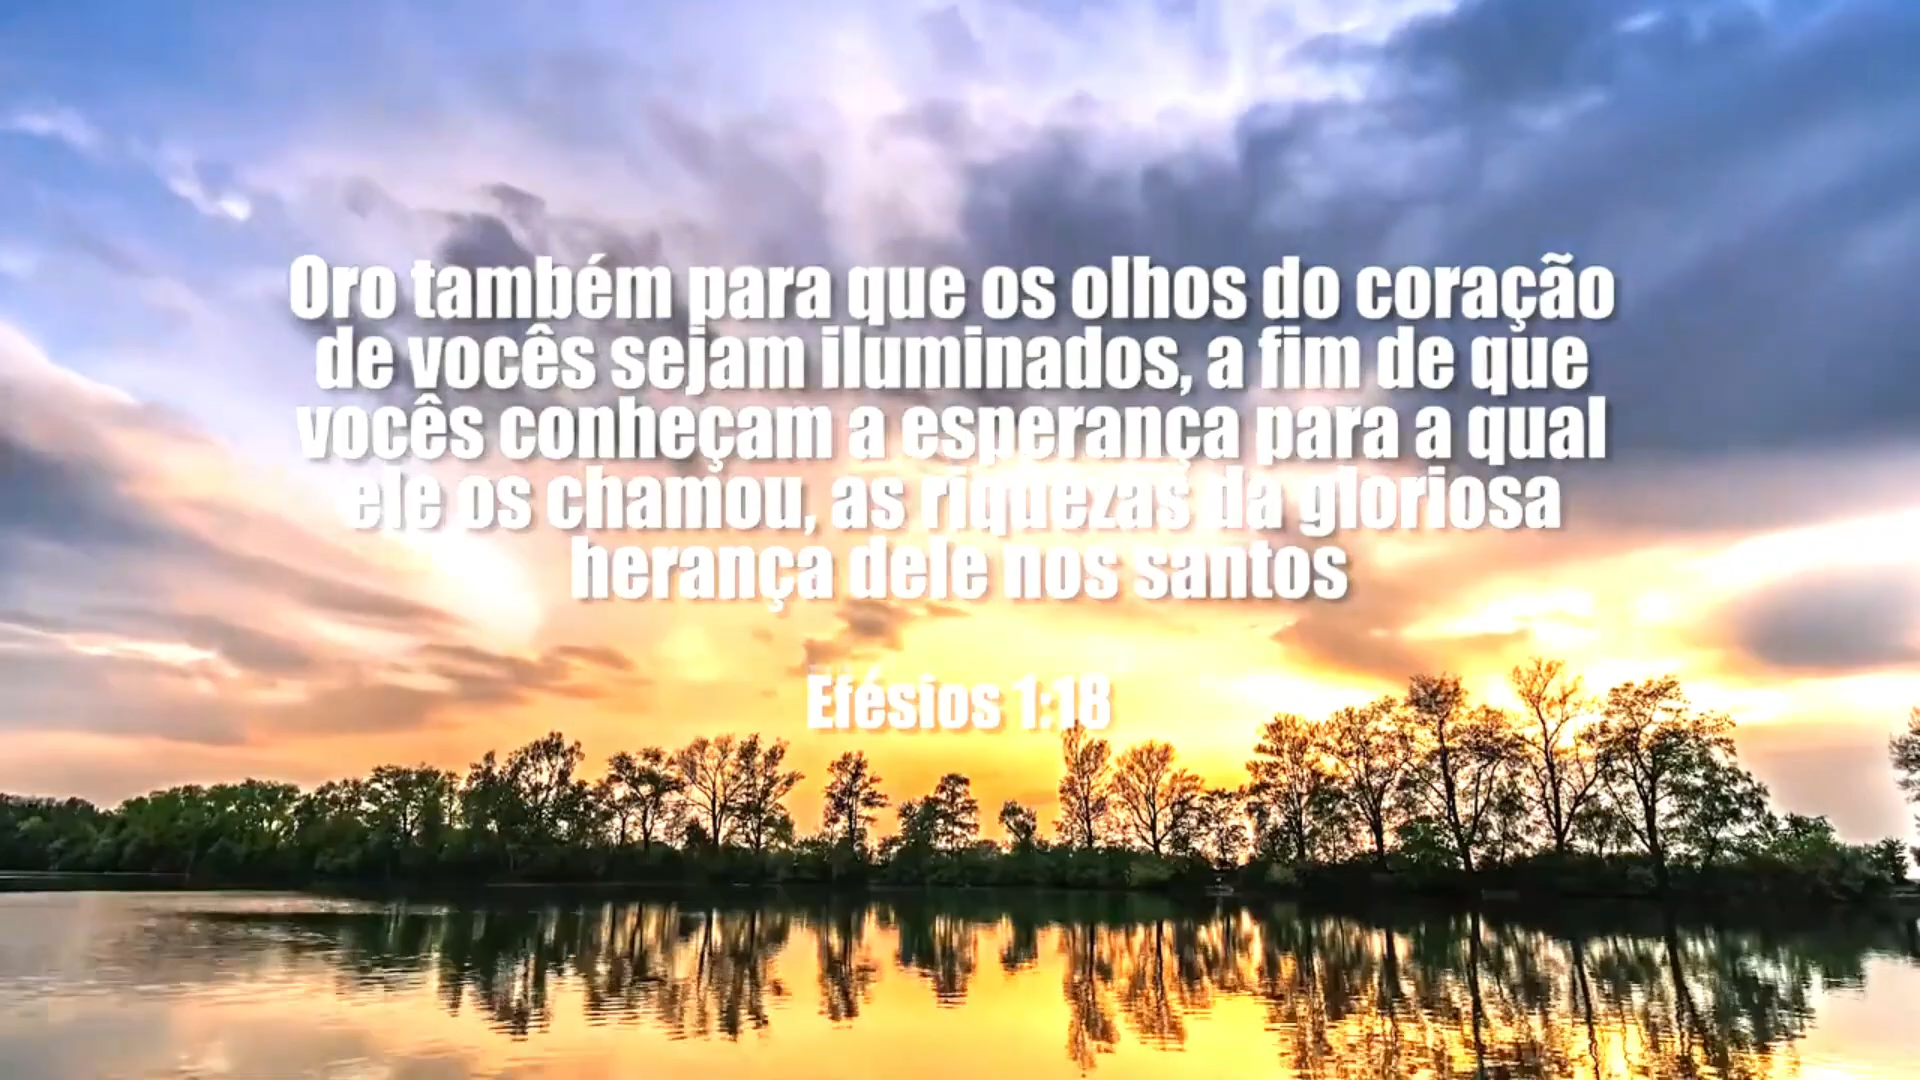 Oro também para que os olhos do coração
de vocês sejam iluminados, a fim de que
vocês conheçam a esperança para a qual
ele os chamou, as riquezas da gloriosa
herança dele nos santos
Efésios 1:18